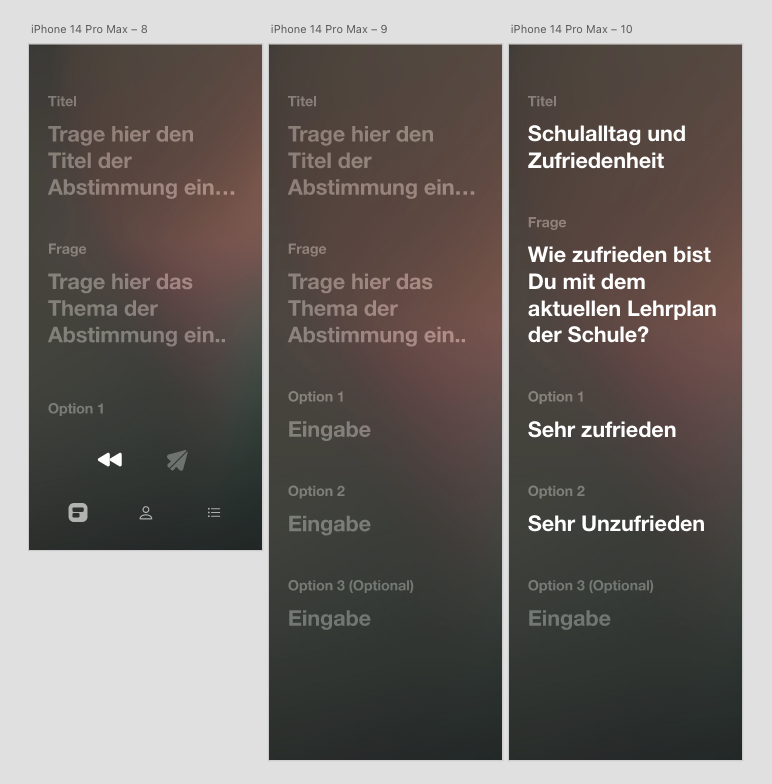 iPhone 14 Pro Max – 8
Titel
Trage hier den
Titel der
Abstimmung ein...
Frage
Trage hier das
Thema der
Abstimmung ein..
Option 1
iPhone 14 Pro Max – 9
Titel
Trage hier den
Titel der
Abstimmung ein...
Frage
Trage hier das
Thema der
Abstimmung ein..
Option 1
Eingabe
Option 2
Eingabe
Option 3 (Optional)
Eingabe
iPhone 14 Pro Max – 10
Titel
Schulalltag und
Zufriedenheit
Frage
Wie zufrieden bist
Du mit dem
aktuellen Lehrplan
der Schule?
Option 1
Sehr zufrieden
Option 2
Sehr Unzufrieden
Option 3 (Optional)
Eingabe